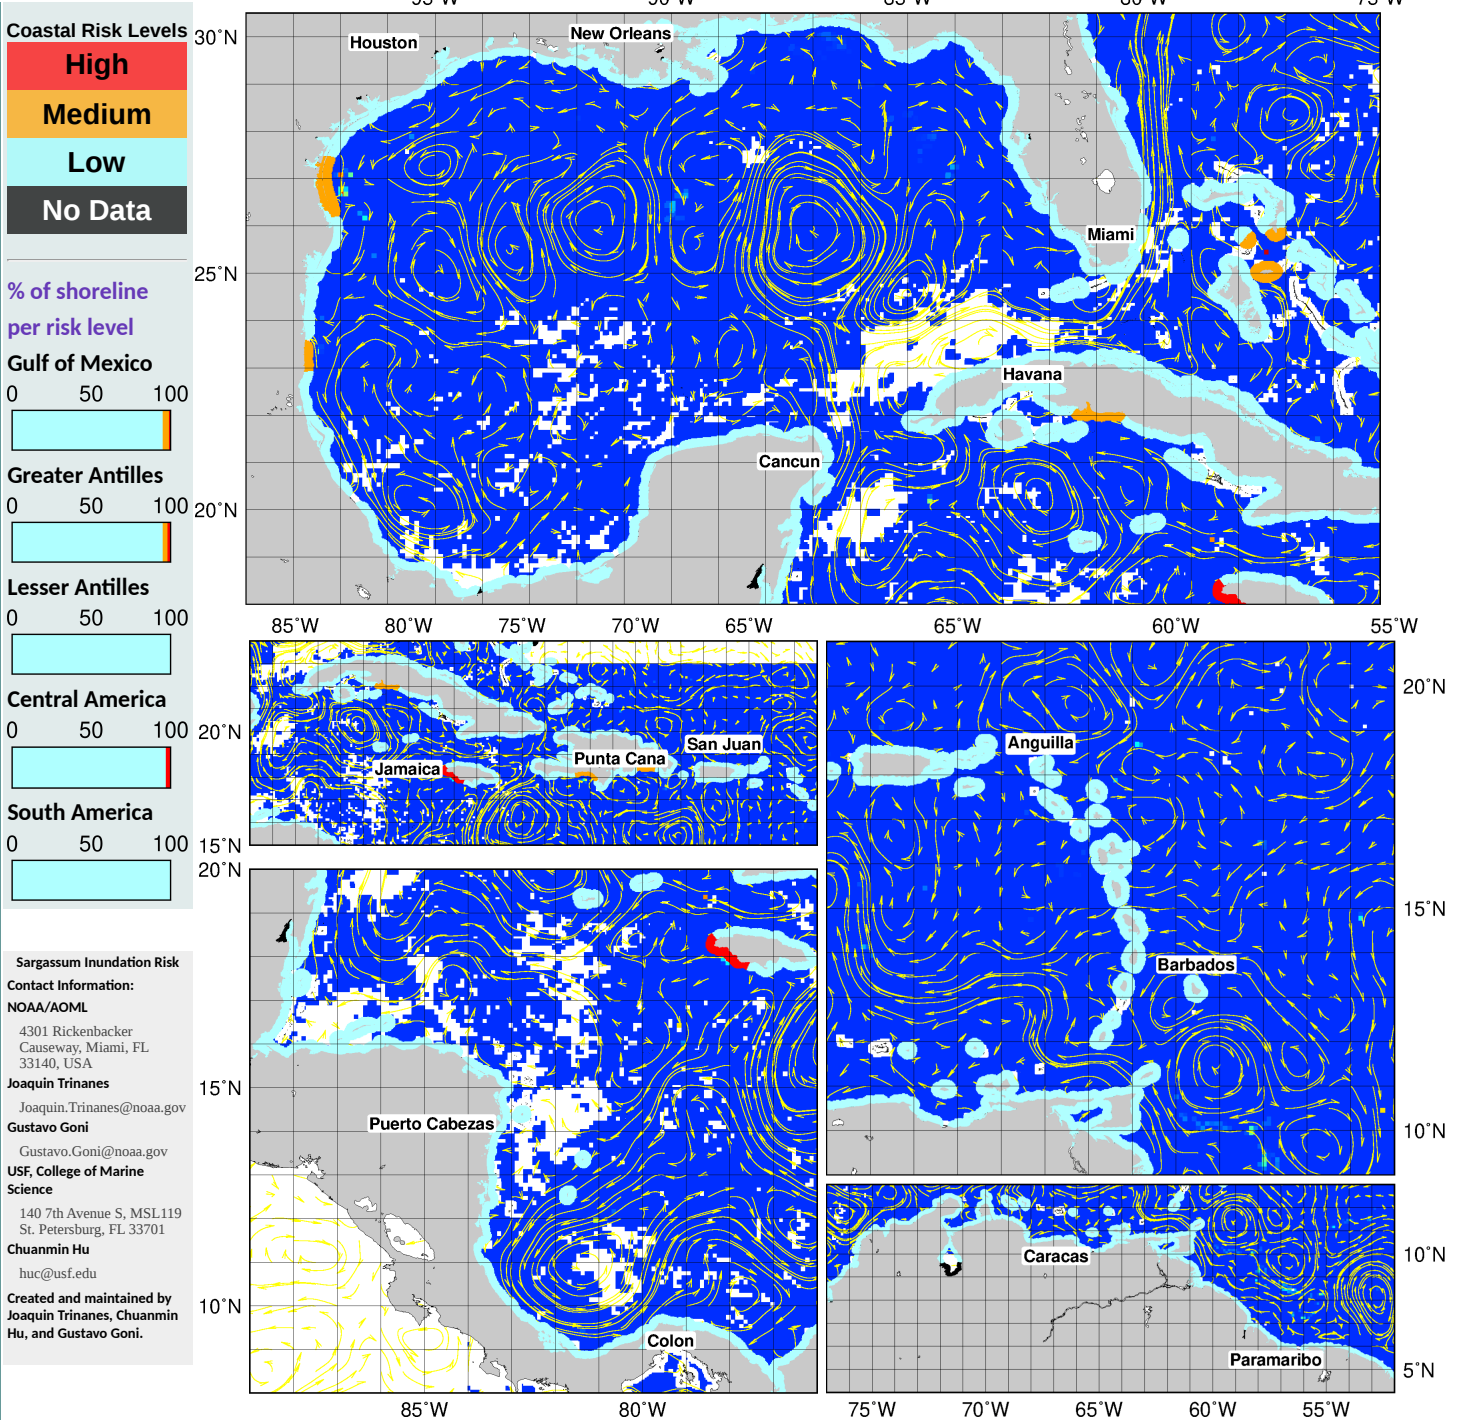 Coastal Risk Levels
High
Medium
Low
No Data
% of shoreline
per risk level
Gulf of Mexico
0 50 100
Greater Antilles
0 50 100
Lesser Antilles
0 50 100
Central America
0 50 100
South America
0 50 100
Sargassum Inundation Risk
Contact Information:
NOAA/AOML
4301 Rickenbacker
Causeway, Miami, FL
33140, USA
Joaquin Trinanes
Joaquin.Trinanes@noaa.gov
Gustavo Goni
Gustavo.Goni@noaa.gov
USF, College of Marine
Science
140 7th Avenue S, MSL119
St. Petersburg, FL 33701
Chuanmin Hu
huc@usf.edu
Created and maintained by
Joaquin Trinanes, Chuanmin
Hu, and Gustavo Goni.
95°W 90°W 85°W 80°W 75°W
30°N
25°N
20°N
Houston
New Orleans
Miami
Havana
Cancun
85°W 80°W 75°W 70°W 65°W
20°N
15°N
Jamaica
Punta Cana
San Juan
65°W 60°W 55°W
20°N
15°N
10°N
Anguilla
Barbados
20°N
15°N
10°N
Puerto Cabezas
Colon
85°W 80°W
10°N
5°N
Caracas
Paramaribo
75°W 70°W 65°W 60°W 55°W